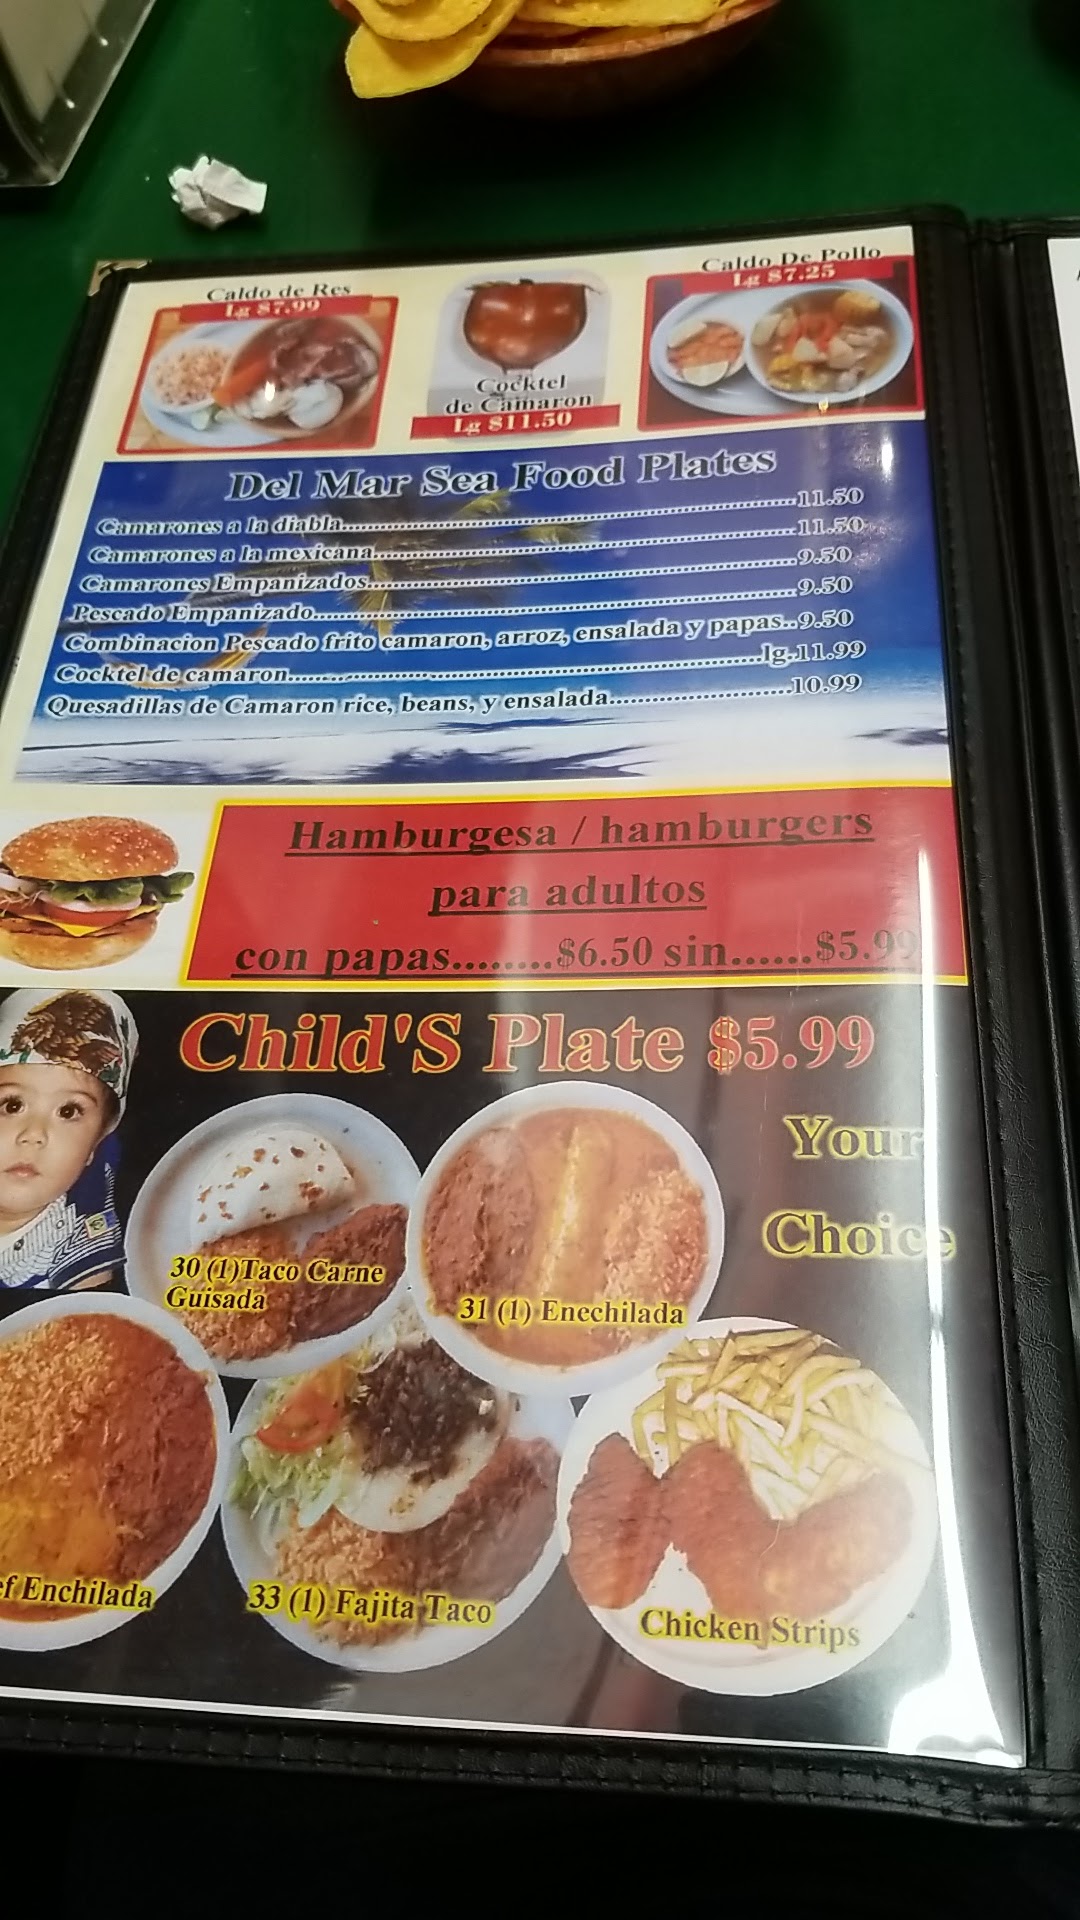 Caldo de Res
Lg $7.99
Cocktel
de Camaron
Lg $11.50
Caldo De Pollo
Lg $7.25
Del Mar Sea Food Plates
Camarones a la diabla....................11.50
Camarones a la mexicana....................11.50
Camarones Empanizados....................9.50
Pescado Empanizado....................9.50
Combinacion Pescado frito camaron, arroz, ensalada y papas..9.50
Cocktel de camaron....................lg.11.99
Quesadillas de Camaron rice, beans, y ensalada....................10.99
Hamburgesa / hamburgers
para adultos
con papas........$6.50 sin......$5.99
Child'S Plate $5.99
Your
Choice
30 (1)Taco Carne
Guisada
31 (1) Enechilada
ef Enchilada
33 (1) Fajita Taco
Chicken Strips